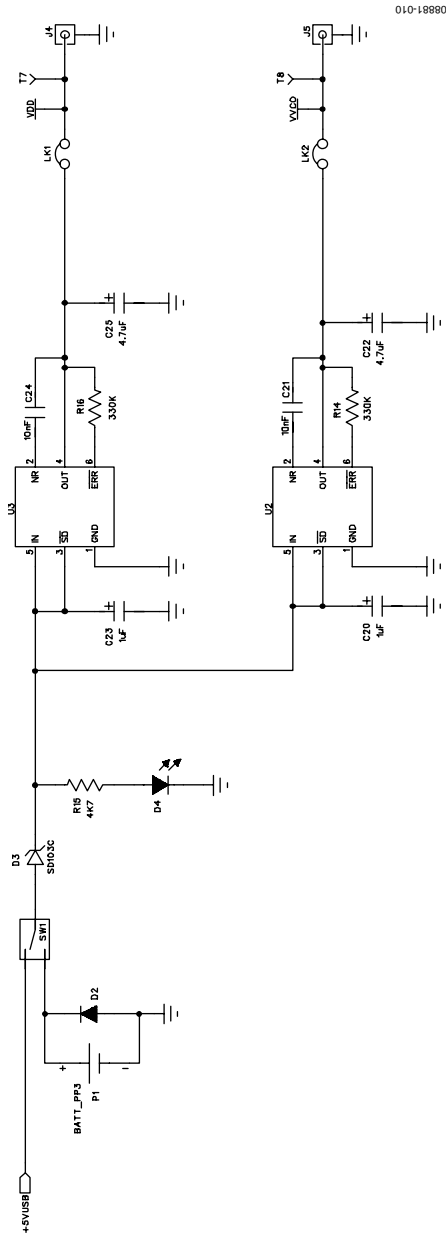 08881-010
J4
T7
VDD
LK1
C25
4.7uF
C24
10nF
R16
330K
U3
2
4
6
NR
OUT
ERR
IN
SD
GND
5
3
1
C23
1uF
J5
T8
VVCO
LK2
C22
4.7uF
C21
10nF
R14
330K
U2
2
4
6
NR
OUT
ERR
IN
SD
GND
5
3
1
C20
1uF
R15
4K7
D4
D3
SD103C
SW1
D2
+
-
BATT_PP3
P1
+5VUSB